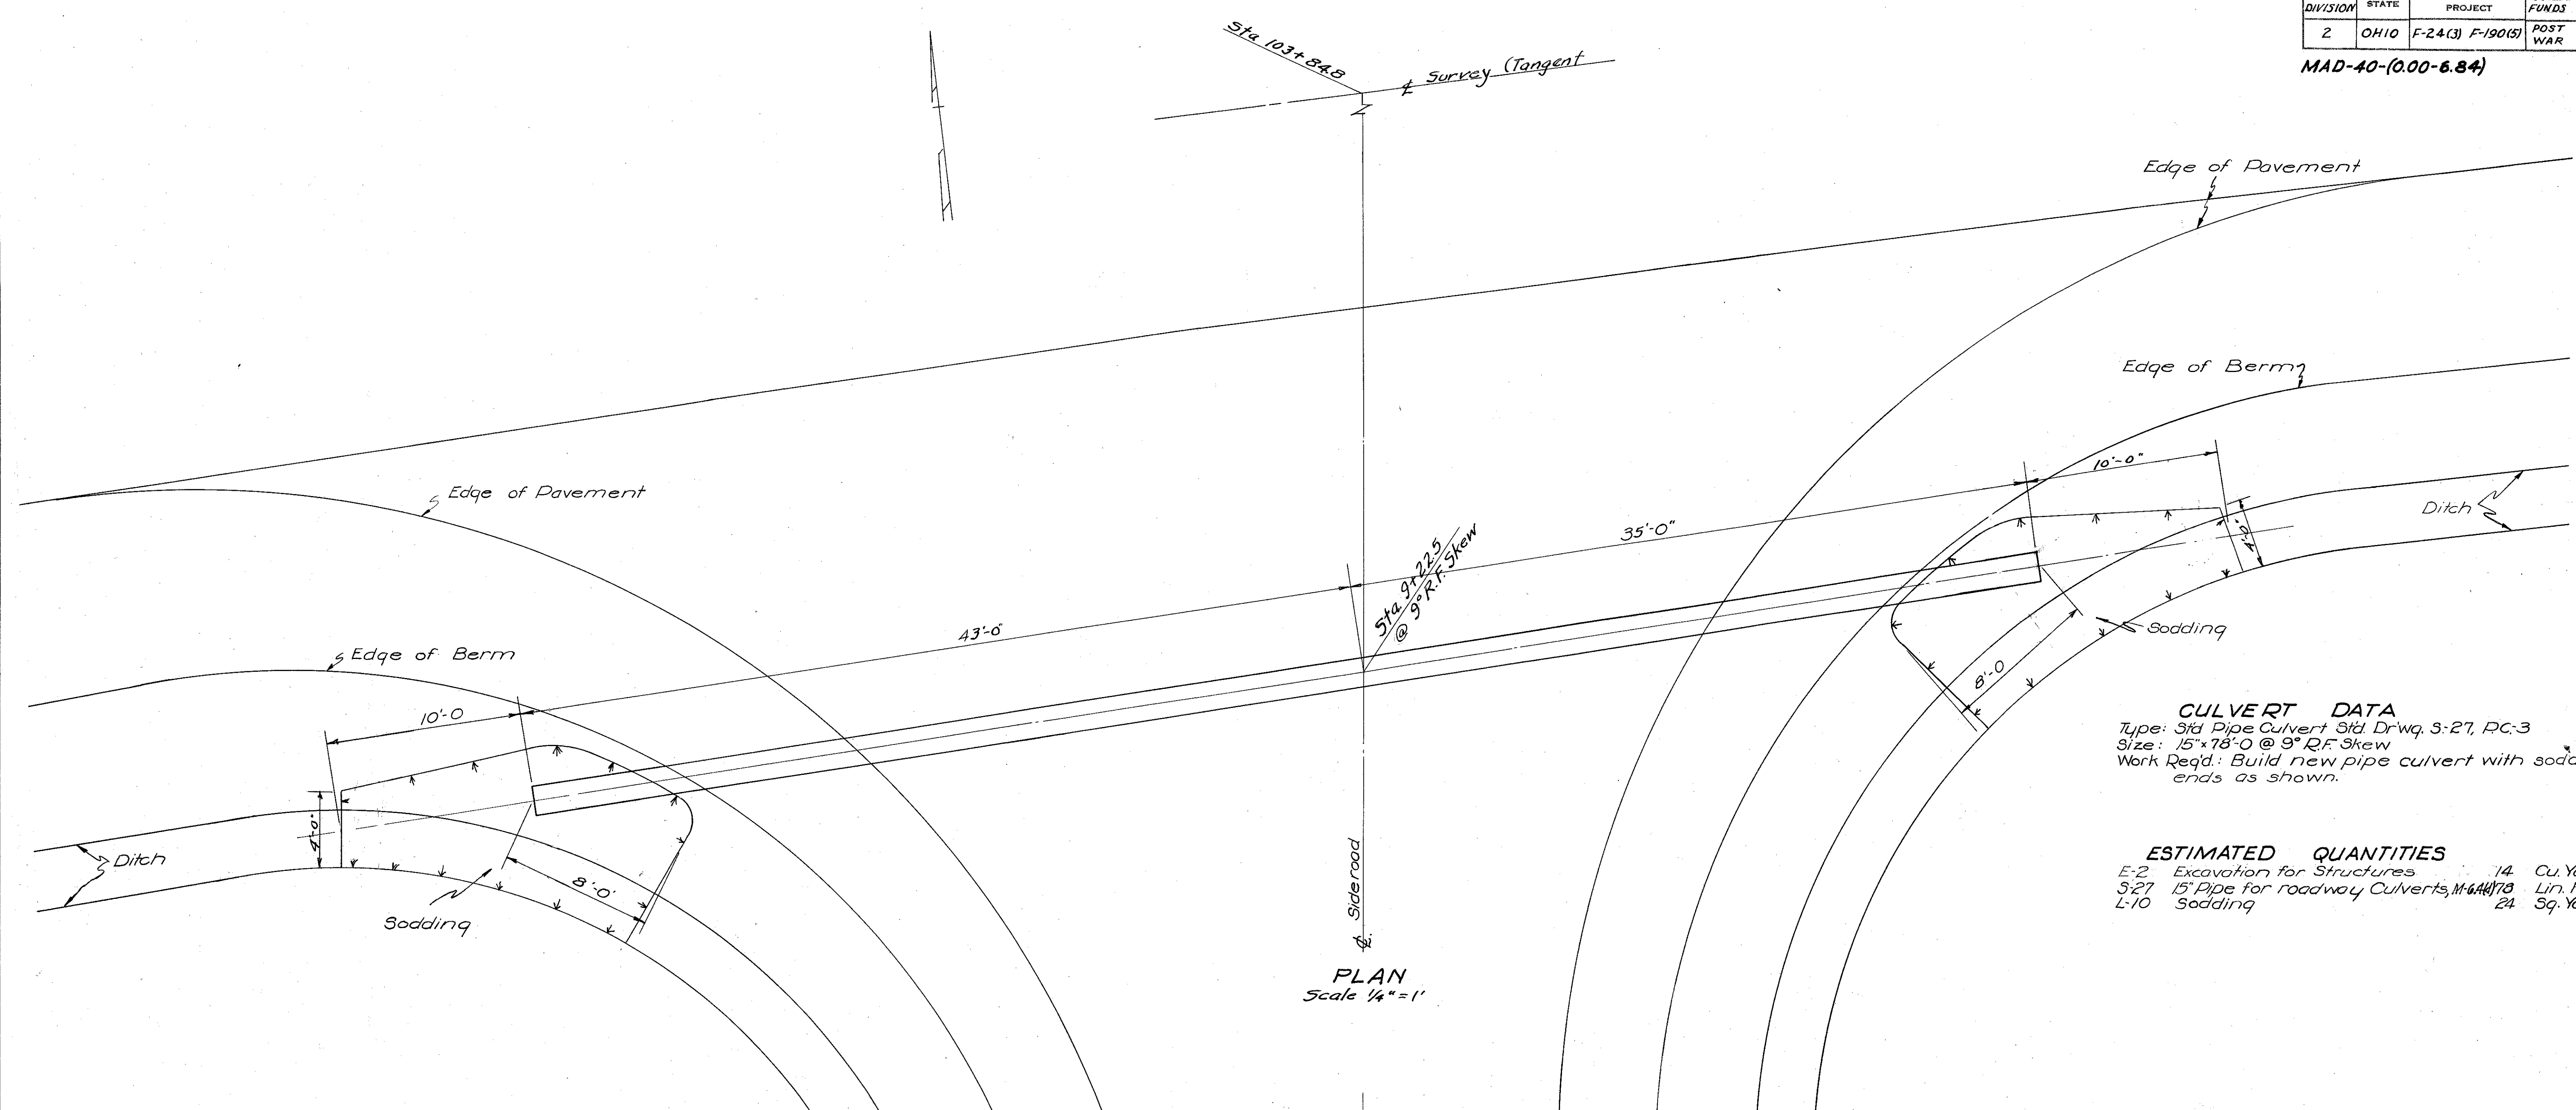 DIVISION STATE PROJECT FUNDS
2 OHIO F-24(3) F-190(5) POST WAR
MAD-40-(0.00-6.84)
Sta 103+84.8
℄ Survey (Tangent
Edge of Pavement
Edge of Berm
10'-0"
Ditch
4'-0"
35'-0"
Sta 9+22.5
@ 9° R.F. Skew
Edge of Pavement
43'-0"
Sodding
8'-0
Edge of Berm
10'-0
4'-0"
Ditch
8'-0"
Sodding
℄ Sideroad
PLAN
Scale 1/4" = 1'
CULVERT DATA
Type: Std Pipe Culvert Std. Dr'wg. S-27, P.C-3
Size: 15"x78'-0 @ 9° R.F. Skew
Work Req'd.: Build new pipe culvert with
ends as shown.
ESTIMATED QUANTITIES
E-2 Excavation for Structures 14 Cu. Y
S-27 15" Pipe for roadway Culverts, 78 Lin.
L-10 Sodding 24 Sq. Y